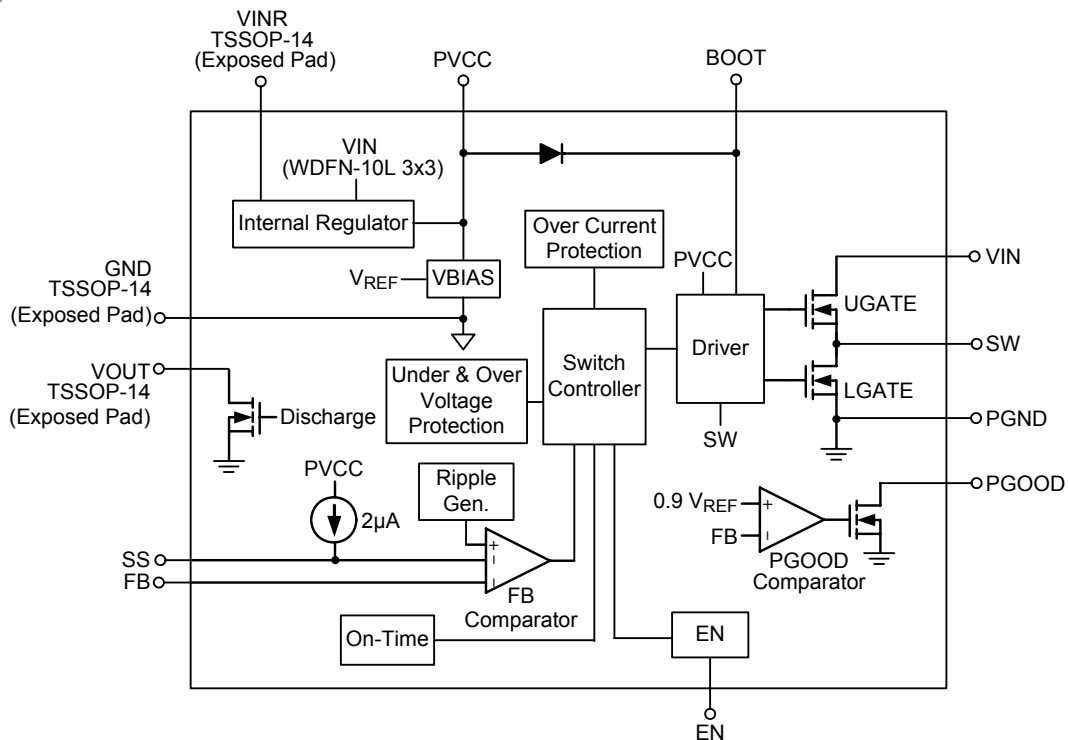 VINR
TSSOP-14
(Exposed Pad)
PVCC
BOOT
VIN
(WDFN-10L 3x3)
Internal Regulator
Over Current
Protection
PVCC
VIN
GND
TSSOP-14
(Exposed Pad)
VREF
VBIAS
UGATE
Driver
SW
Switch
Controller
VOUT
TSSOP-14
(Exposed Pad)
Under & Over
Voltage
Protection
LGATE
Discharge
SW
PGND
PVCC
Ripple
Gen.
PGOOD
0.9 VREF
2µA
+
+
-
FB
-
SS
-
FB
PGOOD
Comparator
FB
Comparator
On-Time
EN
EN